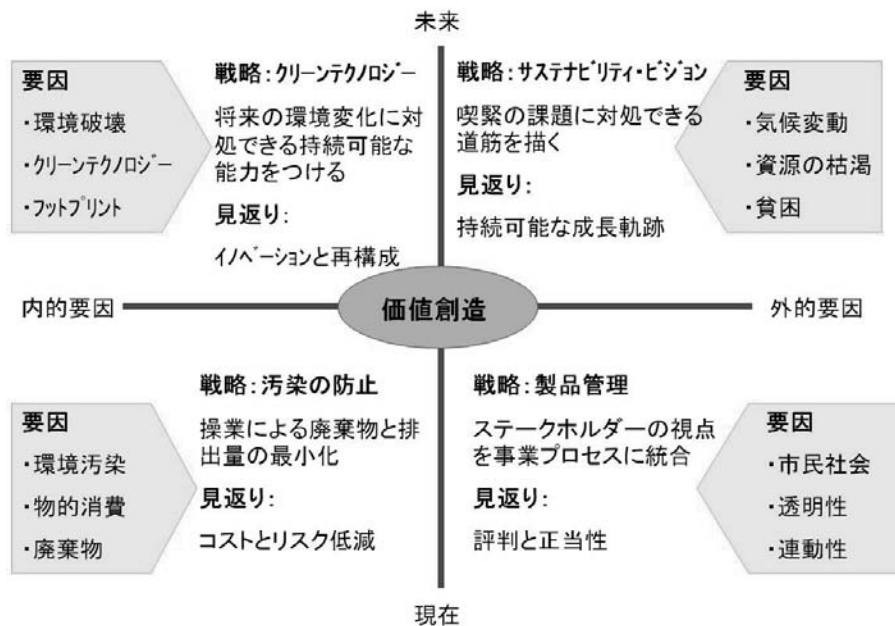 未来
要因
・環境破壊
・クリーンテクノロジー
・フットプリント
戦略:クリーンテクノロジー
将来の環境変化に対
処できる持続可能な
能力をつける
見返り:
イノベーションと再構成
戦略:サステナビリティ・ビジョン
喫緊の課題に対処できる
道筋を描く
見返り:
持続可能な成長軌跡
要因
・気候変動
・資源の枯渇
・貧困
内的要因
価値創造
外的要因
要因
・環境汚染
・物的消費
・廃棄物
戦略:汚染の防止
操業による廃棄物と排
出量の最小化
見返り:
コストとリスク低減
戦略:製品管理
ステークホルダーの視点
を事業プロセスに統合
見返り:
評判と正当性
要因
・市民社会
・透明性
・連動性
現在